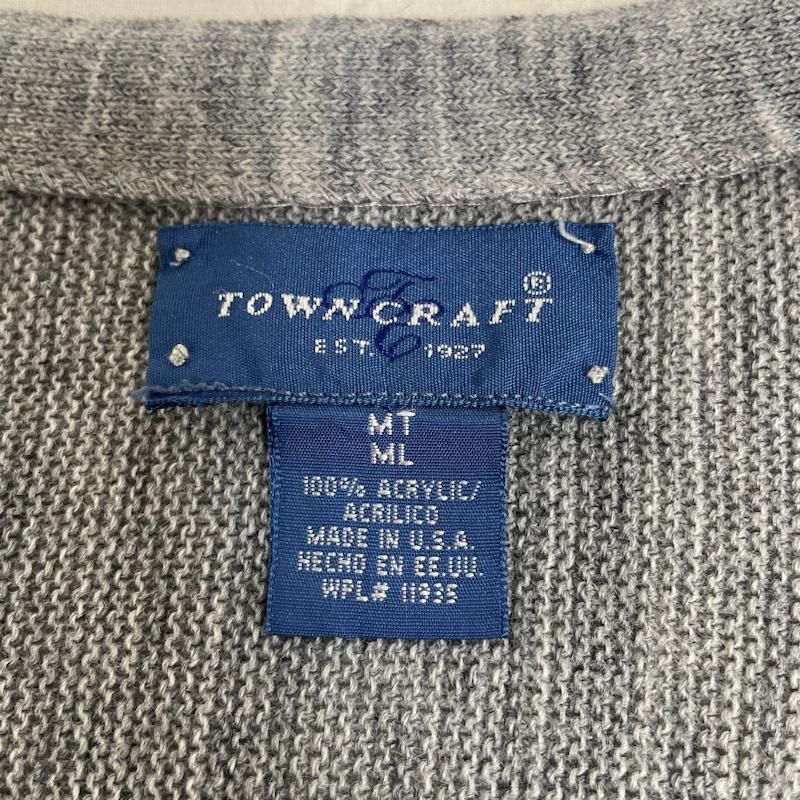 TOWNCRAFT®
EST. 1927
MT
ML
100% ACRYLIC/
ACRILICO
MADE IN U.S.A.
HECHO EN EE.UU.
WPL# 11935